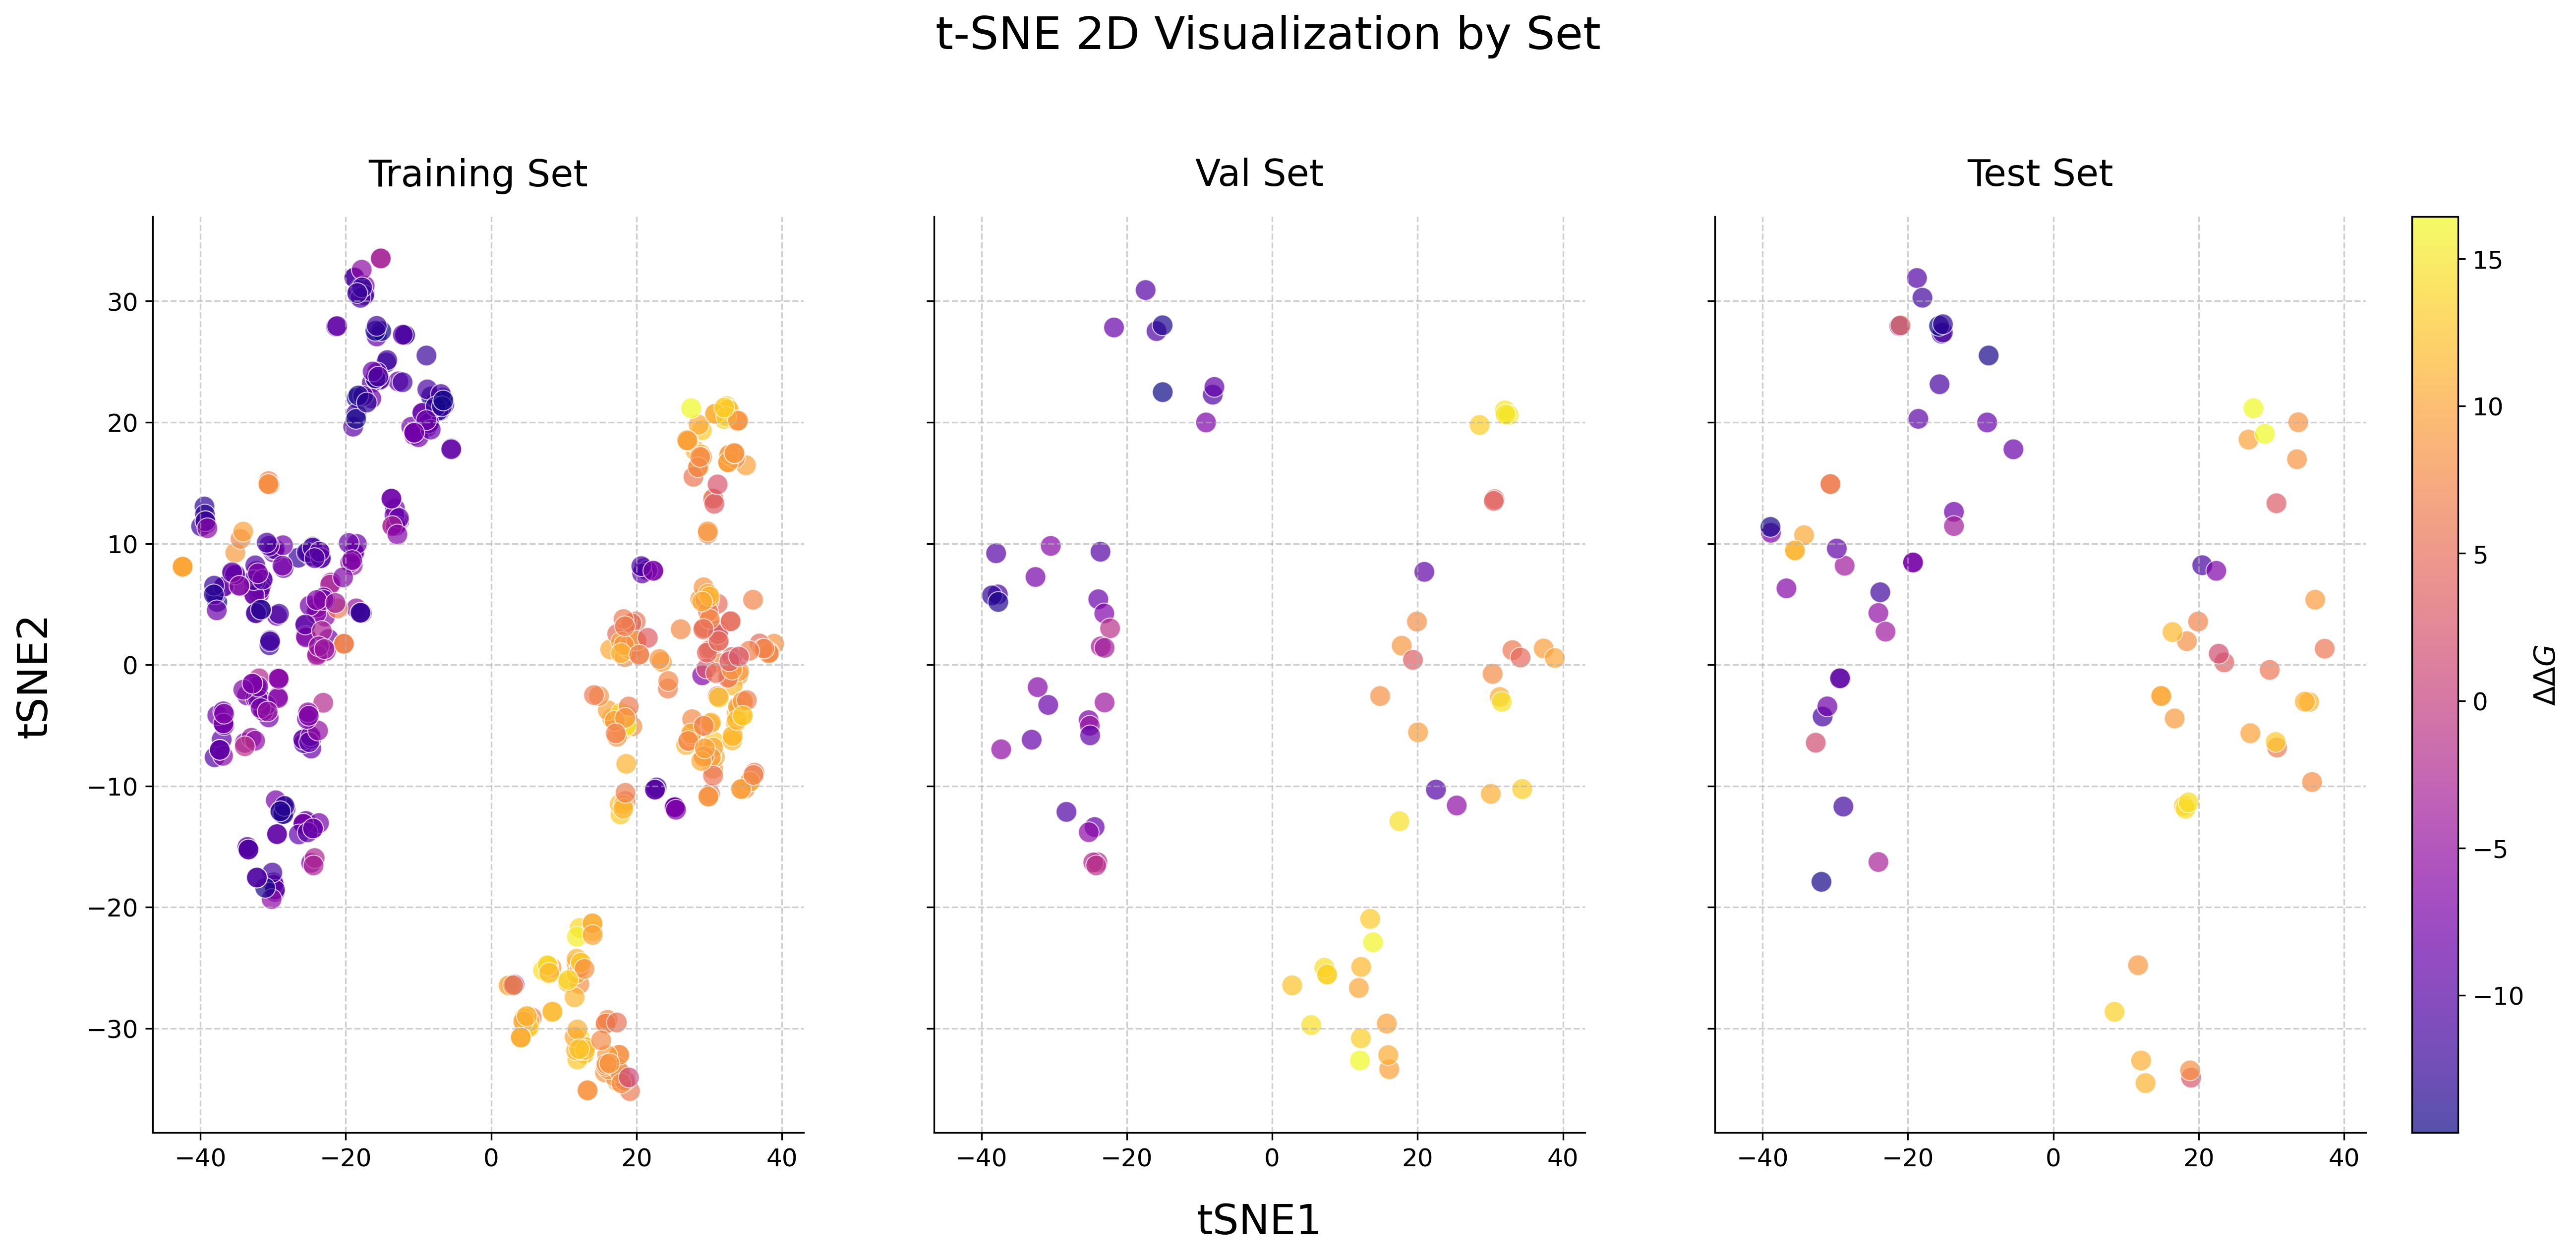 t-SNE 2D Visualization by Set
Training Set
Val Set
Test Set
tSNE2
30
20
10
0
−10
−20
−30
−40 −20 0 20 40
−40 −20 0 20 40
−40 −20 0 20 40
tSNE1
15
10
5
0
−5
−10
ΔΔG